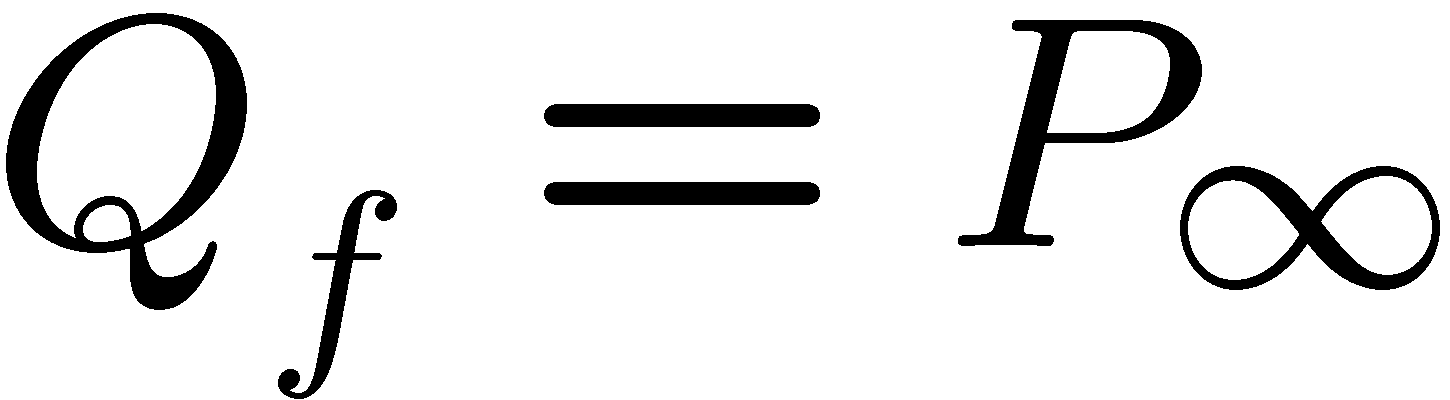 Q_f = P_∞